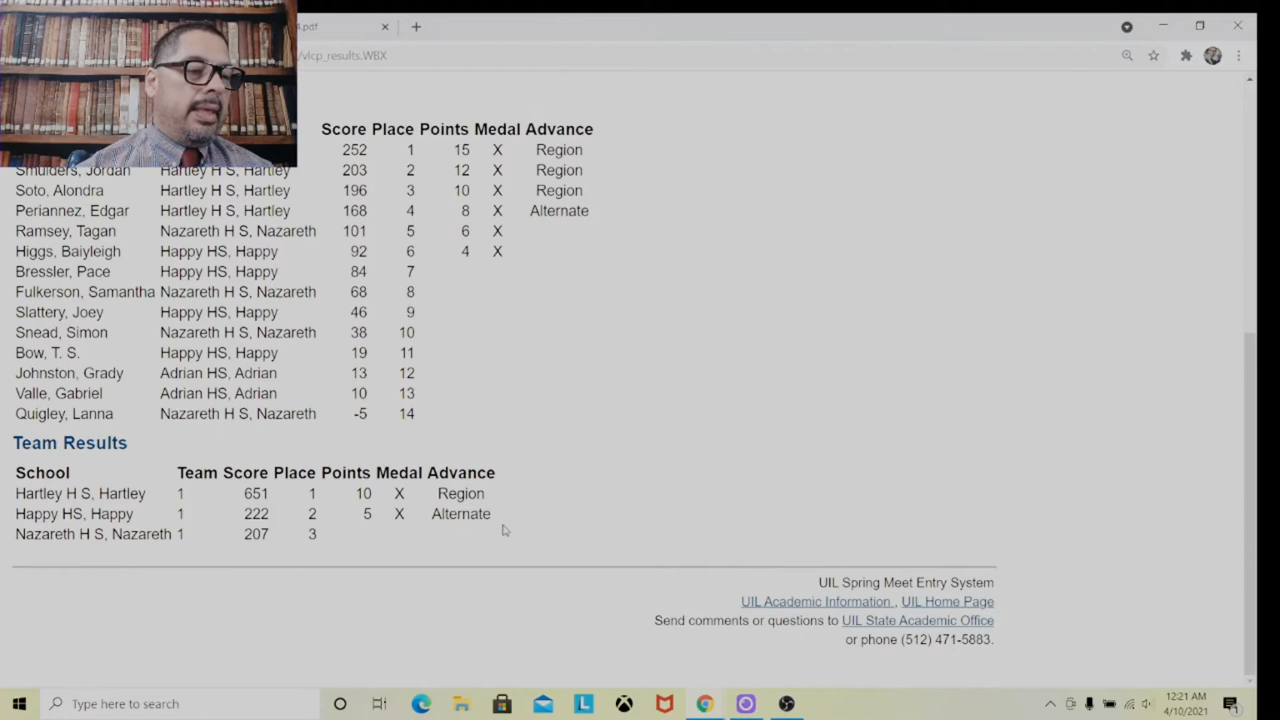 4.pdf
/vlcp_results.WBX
Score Place Points Medal Advance
252 1 15 X Region
Smulders, Jordan Hartley H S, Hartley 203 2 12 X Region
Soto, Alondra Hartley H S, Hartley 196 3 10 X Region
Periannez, Edgar Hartley H S, Hartley 168 4 8 X Alternate
Ramsey, Tagan Nazareth H S, Nazareth 101 5 6 X
Higgs, Baiyleigh Happy HS, Happy 92 6 4 X
Bressler, Pace Happy HS, Happy 84 7
Fulkerson, Samantha Nazareth H S, Nazareth 68 8
Slattery, Joey Happy HS, Happy 46 9
Snead, Simon Nazareth H S, Nazareth 38 10
Bow, T. S. Happy HS, Happy 19 11
Johnston, Grady Adrian HS, Adrian 13 12
Valle, Gabriel Adrian HS, Adrian 10 13
Quigley, Lanna Nazareth H S, Nazareth -5 14
Team Results
School Team Score Place Points Medal Advance
Hartley H S, Hartley 1 651 1 10 X Region
Happy HS, Happy 1 222 2 5 X Alternate
Nazareth H S, Nazareth 1 207 3
UIL Spring Meet Entry System
UIL Academic Information , UIL Home Page
Send comments or questions to UIL State Academic Office
or phone (512) 471-5883.
Type here to search
12:21 AM
4/10/2021